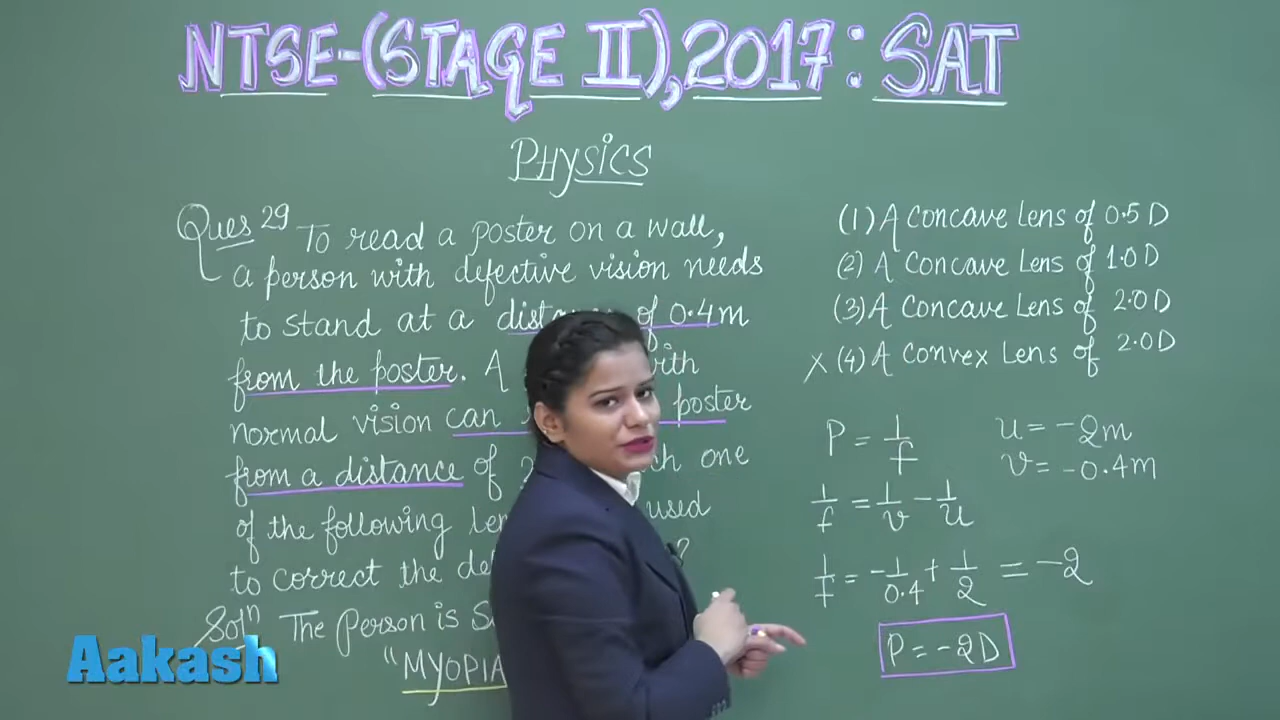 NTSE-(STAGE II), 2017: SAT
PHYSICS
Ques 29 To read a poster on a wall,
a person with defective vision needs
to stand at a of 0.4m
from the poster. A
normal vision can poster
from a distance of one
of the following used
to correct the ?
Solⁿ The Person is
"MYOPIA
(1) A Concave Lens of 0.5 D
(2) A Concave Lens of 1.0 D
(3) A Concave Lens of 2.0 D
X (4) A Convex Lens of 2.0 D
P = 1/f
u = -2m
v = -0.4m
1/f = 1/v - 1/u
1/f = -1/0.4 + 1/2 = -2
P = -2D
Aakash